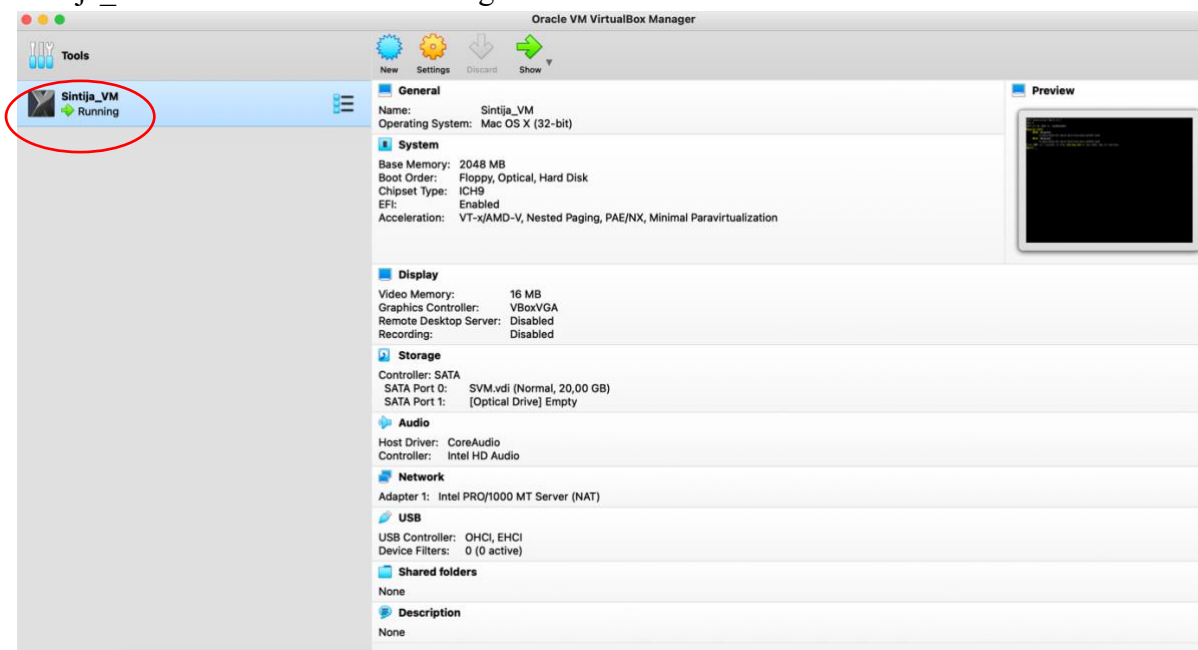 Oracle VM VirtualBox Manager
Tools
New Settings Discard Show
Sintija_VM
Running
General
Name: Sintija_VM
Operating System: Mac OS X (32-bit)
System
Base Memory: 2048 MB
Boot Order: Floppy, Optical, Hard Disk
Chipset Type: ICH9
EFI: Enabled
Acceleration: VT-x/AMD-V, Nested Paging, PAE/NX, Minimal Paravirtualization
Preview
Display
Video Memory: 16 MB
Graphics Controller: VBoxVGA
Remote Desktop Server: Disabled
Recording: Disabled
Storage
Controller: SATA
SATA Port 0: SVM.vdi (Normal, 20,00 GB)
SATA Port 1: [Optical Drive] Empty
Audio
Host Driver: CoreAudio
Controller: Intel HD Audio
Network
Adapter 1: Intel PRO/1000 MT Server (NAT)
USB
USB Controller: OHCI, EHCI
Device Filters: 0 (0 active)
Shared folders
None
Description
None